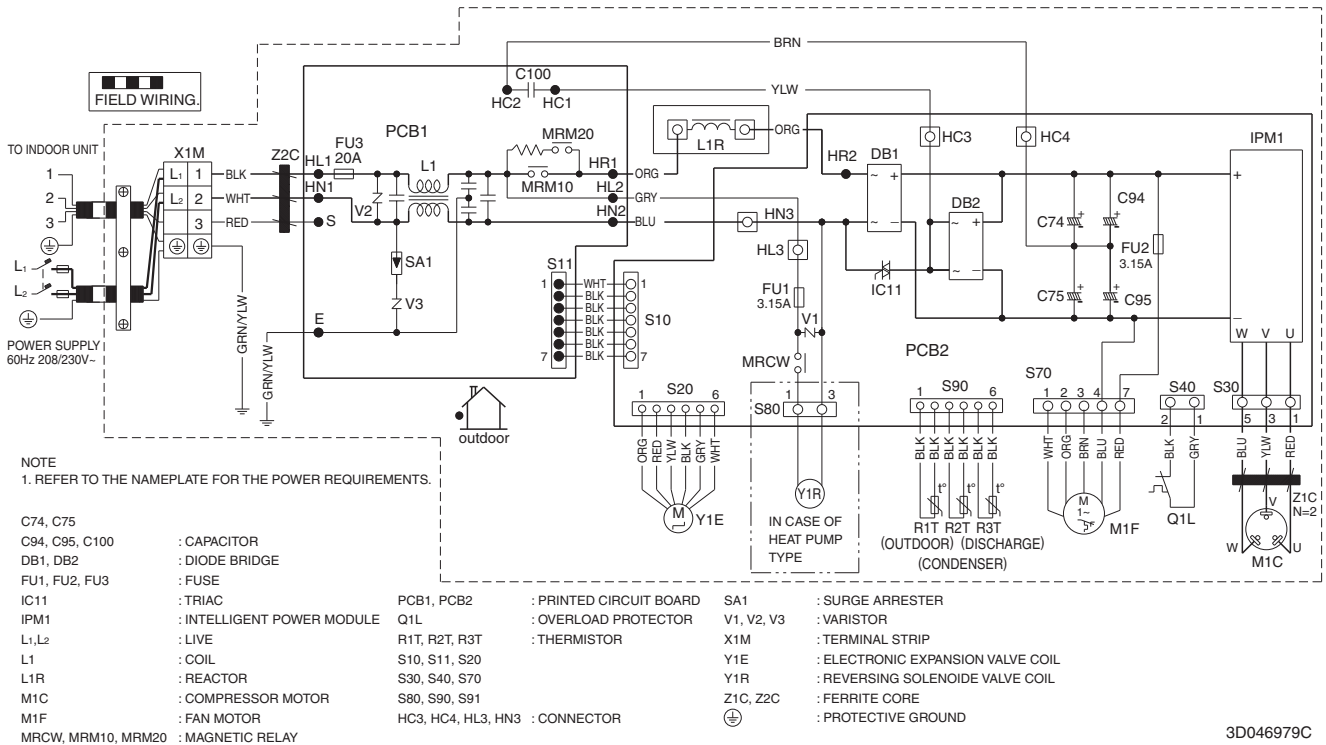 BRN
C100
HC2 HC1
YLW
FIELD WIRING.
PCB1
MRM20
L1R
ORG
HC3
HC4
IPM1
TO INDOOR UNIT
X1M
Z2C
FU3
20A
L1
HL1
HN1
S
V2
MRM10
HR1
HL2
HN2
ORG
GRY
BLU
HR2
DB1
DB2
HN3
HL3
1
2
3
L1 1
L2 2
3
BLK
WHT
RED
~ +
~ −
~ +
~ −
C74
C94
C75
C95
FU2
3.15A
+
−
W V U
L1
L2
SA1
V3
E
S11
1
7
WHT
BLK
BLK
BLK
BLK
BLK
BLK
1
7
S10
FU1
3.15A
V1
MRCW
IC11
PCB2
POWER SUPPLY
60Hz 208/230V~
GRN/YLW
GRN/YLW
outdoor
S20
1 6
ORG
RED
YLW
BLK
GRY
WHT
M
Y1E
S80
1 3
Y1R
IN CASE OF
HEAT PUMP
TYPE
S90
1 6
BLK
BLK
BLK
BLK
BLK
BLK
t° t° t°
R1T R2T R3T
(OUTDOOR) (DISCHARGE)
(CONDENSER)
S70
1 2 3 4 7
WHT
ORG
BRN
BLU
RED
M
1~
M1F
S40
2 1
BLK
GRY
Q1L
S30
5 3 1
BLU
YLW
RED
Z1C
N=2
V
W U
M1C
NOTE
1. REFER TO THE NAMEPLATE FOR THE POWER REQUIREMENTS.
C74, C75
C94, C95, C100 : CAPACITOR
DB1, DB2 : DIODE BRIDGE
FU1, FU2, FU3 : FUSE
IC11 : TRIAC
IPM1 : INTELLIGENT POWER MODULE
L1,L2 : LIVE
L1 : COIL
L1R : REACTOR
M1C : COMPRESSOR MOTOR
M1F : FAN MOTOR
MRCW, MRM10, MRM20 : MAGNETIC RELAY
PCB1, PCB2 : PRINTED CIRCUIT BOARD
Q1L : OVERLOAD PROTECTOR
R1T, R2T, R3T : THERMISTOR
S10, S11, S20
S30, S40, S70
S80, S90, S91
HC3, HC4, HL3, HN3 : CONNECTOR
SA1 : SURGE ARRESTER
V1, V2, V3 : VARISTOR
X1M : TERMINAL STRIP
Y1E : ELECTRONIC EXPANSION VALVE COIL
Y1R : REVERSING SOLENOIDE VALVE COIL
Z1C, Z2C : FERRITE CORE
: PROTECTIVE GROUND
3D046979C